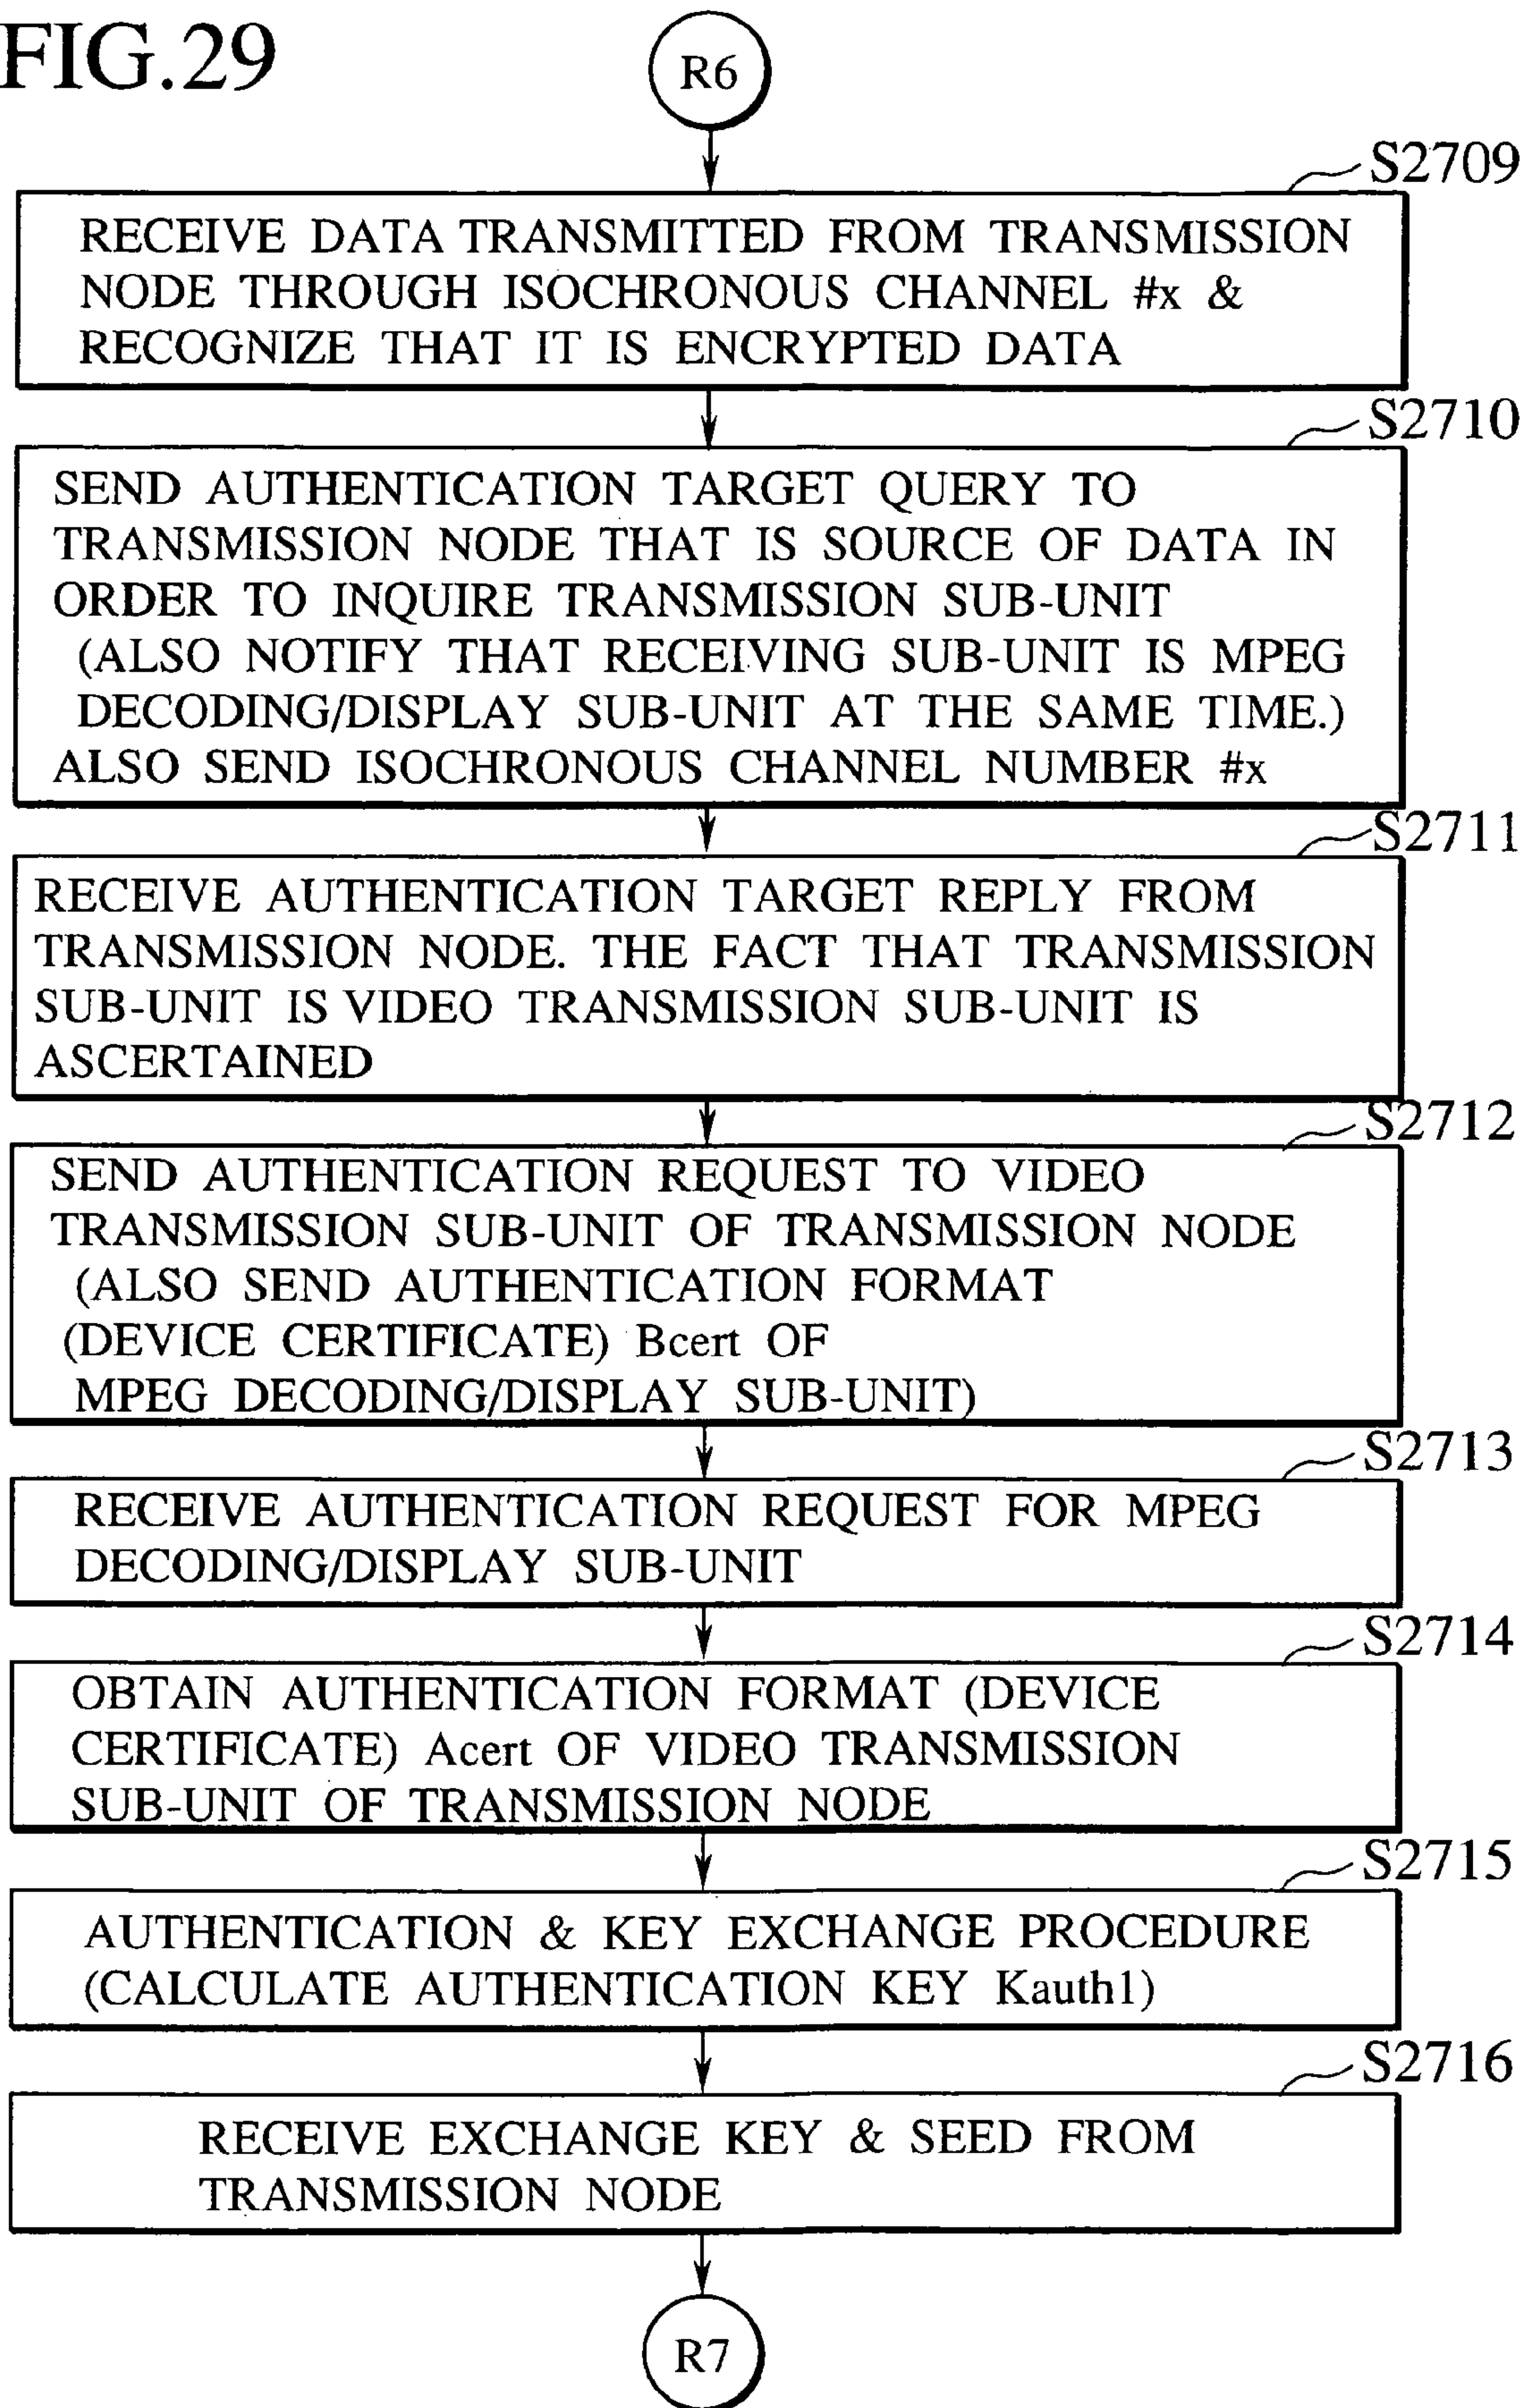 FIG.29
R6
S2709
RECEIVE DATA TRANSMITTED FROM TRANSMISSION
NODE THROUGH ISOCHRONOUS CHANNEL #x &
RECOGNIZE THAT IT IS ENCRYPTED DATA
S2710
SEND AUTHENTICATION TARGET QUERY TO
TRANSMISSION NODE THAT IS SOURCE OF DATA IN
ORDER TO INQUIRE TRANSMISSION SUB-UNIT
(ALSO NOTIFY THAT RECEIVING SUB-UNIT IS MPEG
DECODING/DISPLAY SUB-UNIT AT THE SAME TIME.)
ALSO SEND ISOCHRONOUS CHANNEL NUMBER #x
S2711
RECEIVE AUTHENTICATION TARGET REPLY FROM
TRANSMISSION NODE. THE FACT THAT TRANSMISSION
SUB-UNIT IS VIDEO TRANSMISSION SUB-UNIT IS
ASCERTAINED
S2712
SEND AUTHENTICATION REQUEST TO VIDEO
TRANSMISSION SUB-UNIT OF TRANSMISSION NODE
(ALSO SEND AUTHENTICATION FORMAT
(DEVICE CERTIFICATE) Bcert OF
MPEG DECODING/DISPLAY SUB-UNIT)
S2713
RECEIVE AUTHENTICATION REQUEST FOR MPEG
DECODING/DISPLAY SUB-UNIT
S2714
OBTAIN AUTHENTICATION FORMAT (DEVICE
CERTIFICATE) Acert OF VIDEO TRANSMISSION
SUB-UNIT OF TRANSMISSION NODE
S2715
AUTHENTICATION & KEY EXCHANGE PROCEDURE
(CALCULATE AUTHENTICATION KEY Kauth1)
S2716
RECEIVE EXCHANGE KEY & SEED FROM
TRANSMISSION NODE
R7